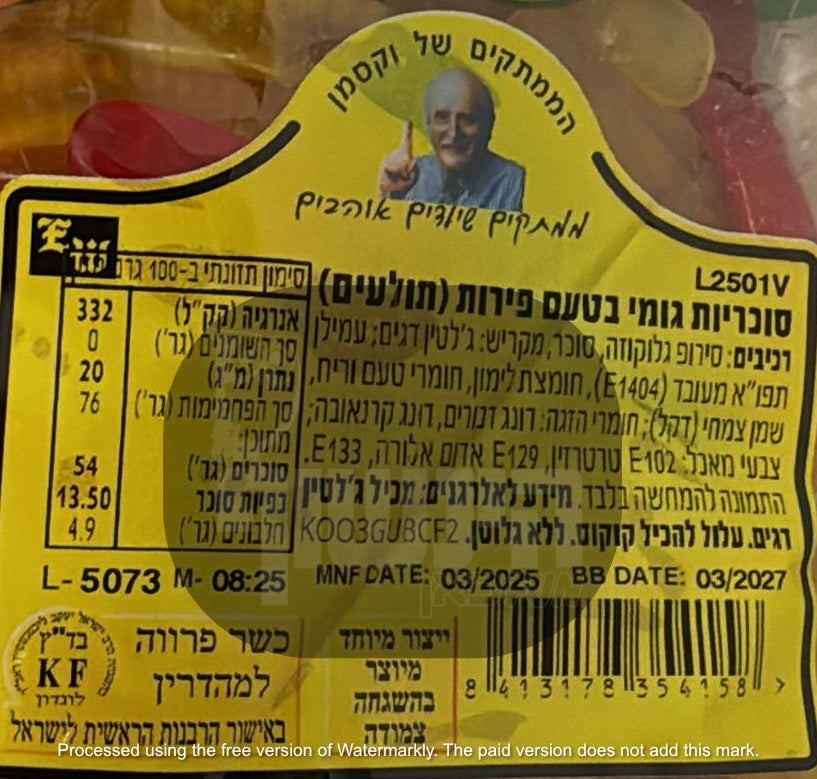 הממתקים של וקסמן
ממתקים שיודעים אוהבים
L2501V
סוכריות גומי בטעם פירות (תולעים)
רכיבים: סירופ גלוקוזה, סוכר, מקריש: ג'לטין דגים; עמילן
תפו"א מעובד (E1404), חומצת לימון, חומרי טעם וריח,
שמן צמחי (דקל); חומרי הזגה: דונג דבורים, דונג קרנאובה;
צבעי מאכל: E102 טרטרזין, E129 אדום אלורה, E133.
התמונה להמחשה בלבד. מידע לאלרגנים: מכיל ג'לטין
דגים. עלול להכיל קוקוס. ללא גלוטן. KOO3GUBCF2
סימון תזונתי ב-100 גרם
אנרגיה (קק"ל) 332
סך השומנים (גר') 0
נתרן (מ"ג) 20
סך הפחמימות (גר') 76
מתוכן:
סוכרים (גר') 54
כפיות סוכר 13.50
חלבונים (גר') 4.9
L- 5073 M- 08:25 MNF DATE: 03/2025 BB DATE: 03/2027
בד"ץ
KF
לונדון
כשר פרווה
למהדרין
באישור הרבנות הראשית לישראל
ייצור מיוחד
מיוצר
בהשגחה
צמודה
8 413178 354158 >
Processed using the free version of Watermarkly. The paid version does not add this mark.